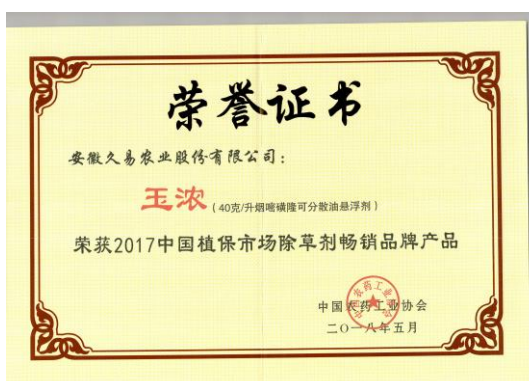 荣誉证书
安徽久易农业股份有限公司：
玉浓（40克/升烟嘧磺隆可分散油悬浮剂）
荣获2017中国植保市场除草剂畅销品牌产品
中国农药工业协会
二〇一八年五月